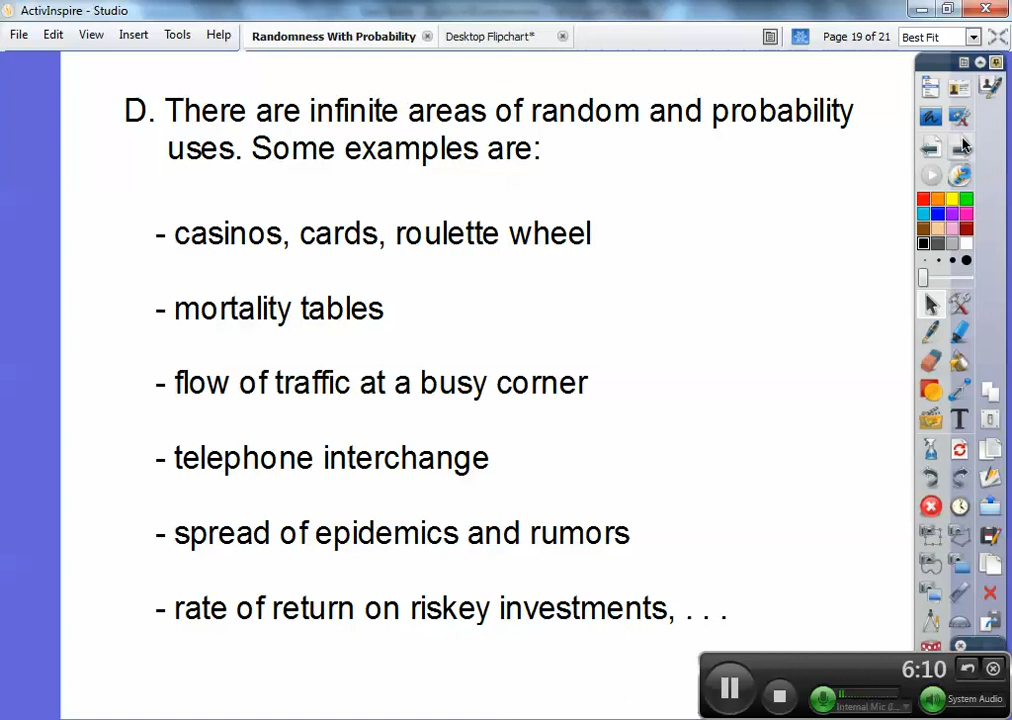 ActivInspire - Studio
File Edit View Insert Tools Help
Randomness With Probability
Desktop Flipchart*
Page 19 of 21
Best Fit
D. There are infinite areas of random and probability
uses. Some examples are:
- casinos, cards, roulette wheel
- mortality tables
- flow of traffic at a busy corner
- telephone interchange
- spread of epidemics and rumors
- rate of return on riskey investments, . . .
6:10
Internal Mic (I...
System Audio